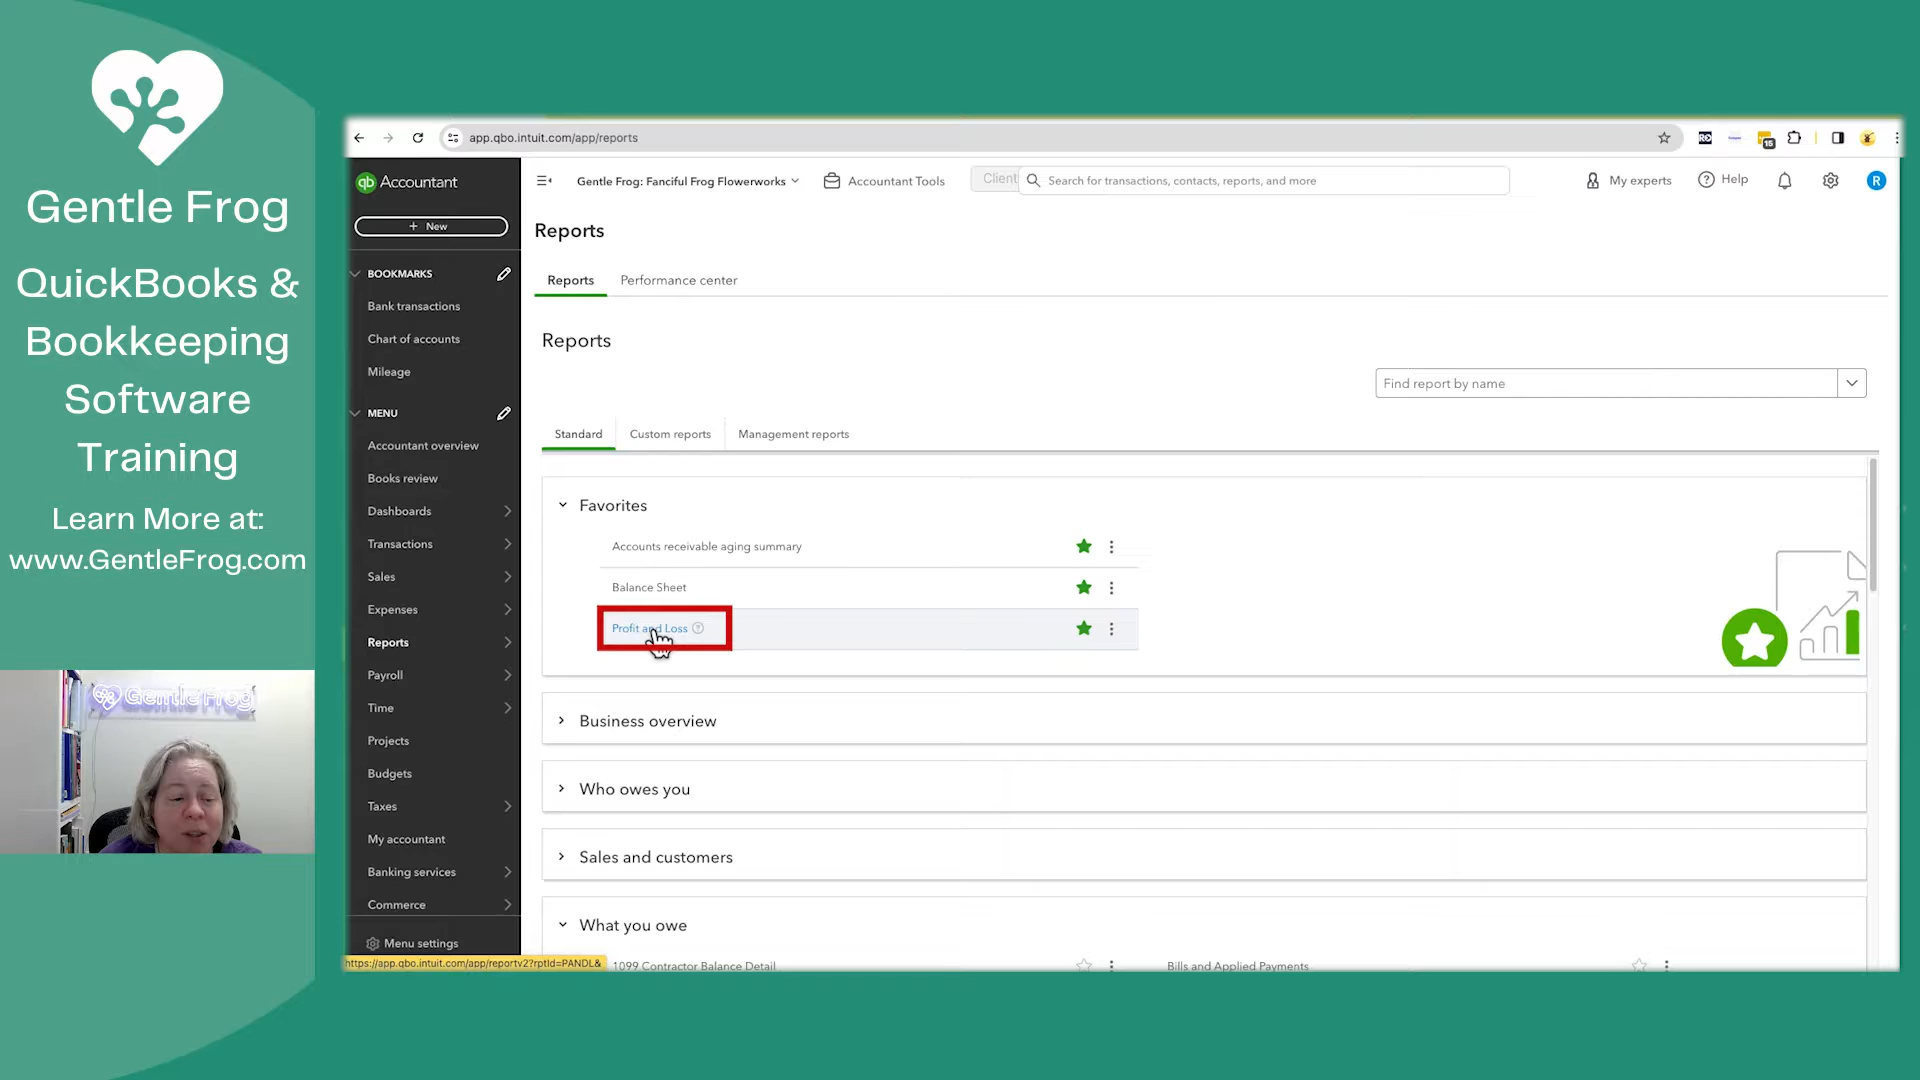 Gentle Frog
QuickBooks &
Bookkeeping
Software
Training
Learn More at:
www.GentleFrog.com
Gentle Frog
app.qbo.intuit.com/app/reports
15
qb Accountant
+ New
BOOKMARKS
Bank transactions
Chart of accounts
Mileage
MENU
Accountant overview
Books review
Dashboards
Transactions
Sales
Expenses
Reports
Payroll
Time
Projects
Budgets
Taxes
My accountant
Banking services
Commerce
Menu settings
https://app.qbo.intuit.com/app/reportv2?rptId=PANDL&
Gentle Frog: Fanciful Frog Flowerworks
Accountant Tools
Client
Search for transactions, contacts, reports, and more
My experts
Help
R
Reports
Reports
Performance center
Reports
Find report by name
Standard
Custom reports
Management reports
Favorites
Accounts receivable aging summary
Balance Sheet
Profit and Loss
Business overview
Who owes you
Sales and customers
What you owe
1099 Contractor Balance Detail
Bills and Applied Payments